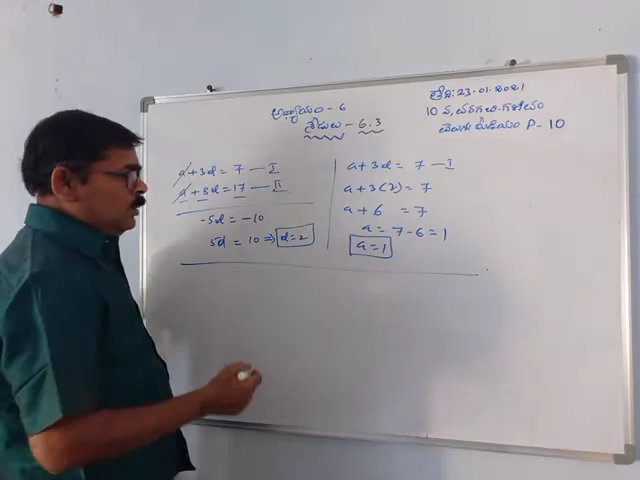 అధ్యాయం - 6
శ్రేఢులు - 6.3
తేది: 23.01.2021
10 వ, తరగతి గణితం
తెలుగు మీడియం P-10
a + 3d = 7 — I
a + 8d = 17 — II
-5d = -10
5d = 10 ⇒ d=2
a + 3d = 7 — I
a + 3(2) = 7
a + 6 = 7
a = 7 - 6 = 1
a = 1